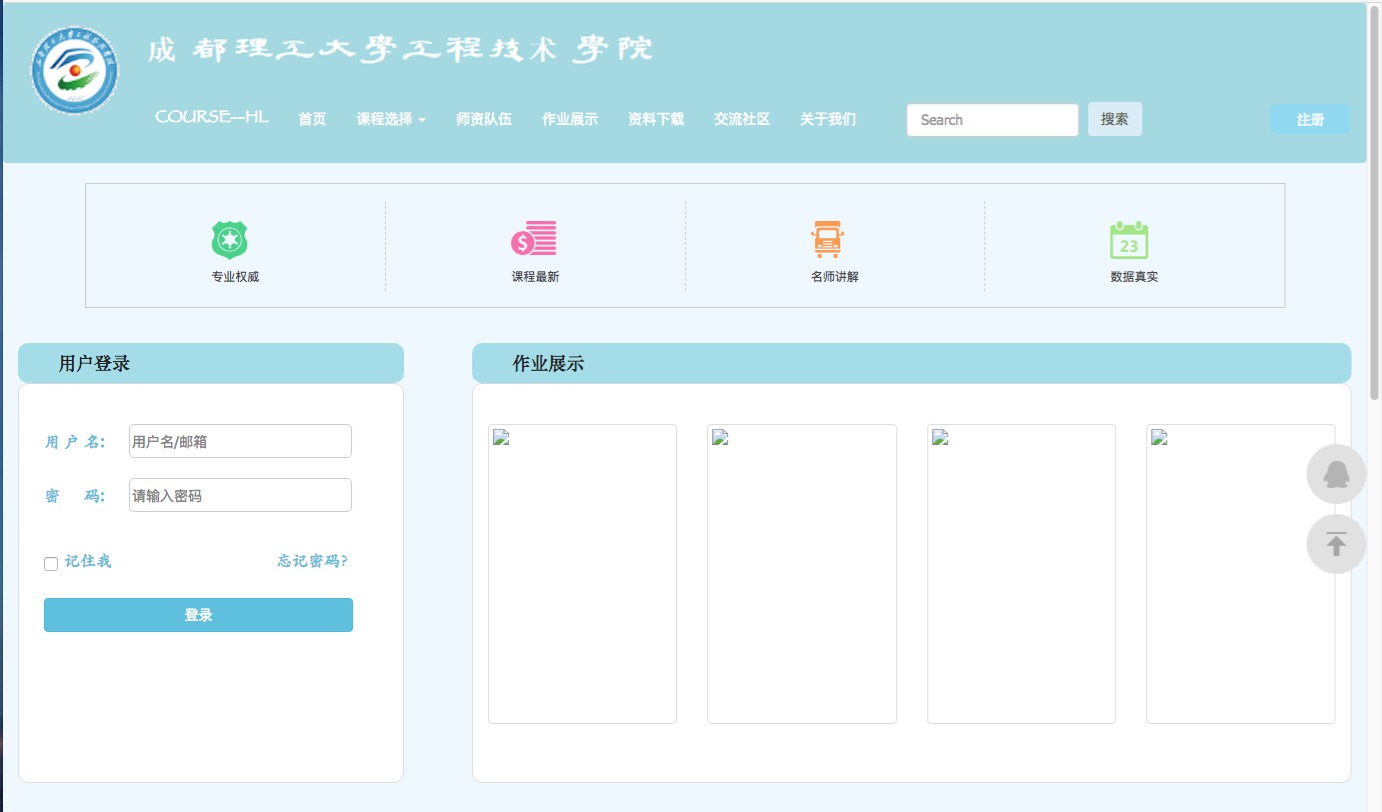 成都理工大學工程技术學院
COURSE--HL 首页 课程选择 师资队伍 作业展示 资料下载 交流社区 关于我们 Search 搜索 注册
专业权威 课程最新 名师讲解 23 数据真实
用户登录 作业展示
用 户 名: 用户名/邮箱
密 码: 请输入密码
记住我 忘记密码?
登录